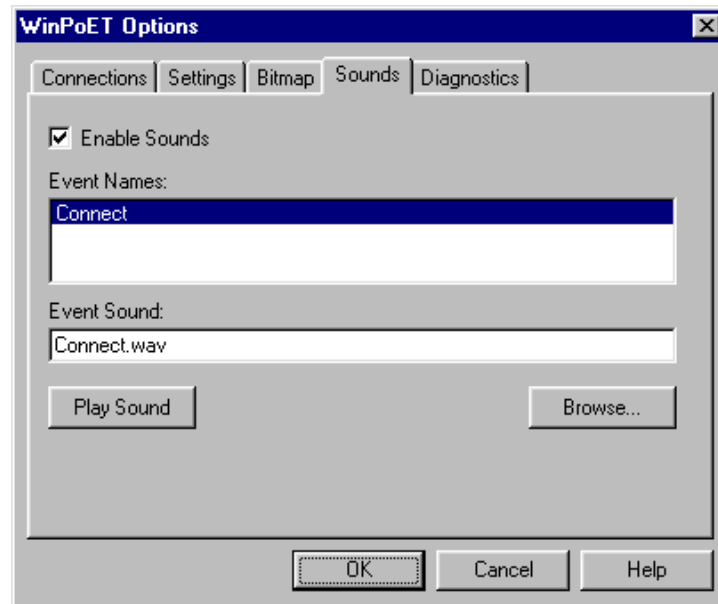 WinPoET Options
Connections Settings Bitmap Sounds Diagnostics
Enable Sounds
Event Names:
Connect
Event Sound:
Connect.wav
Play Sound Browse...
OK Cancel Help